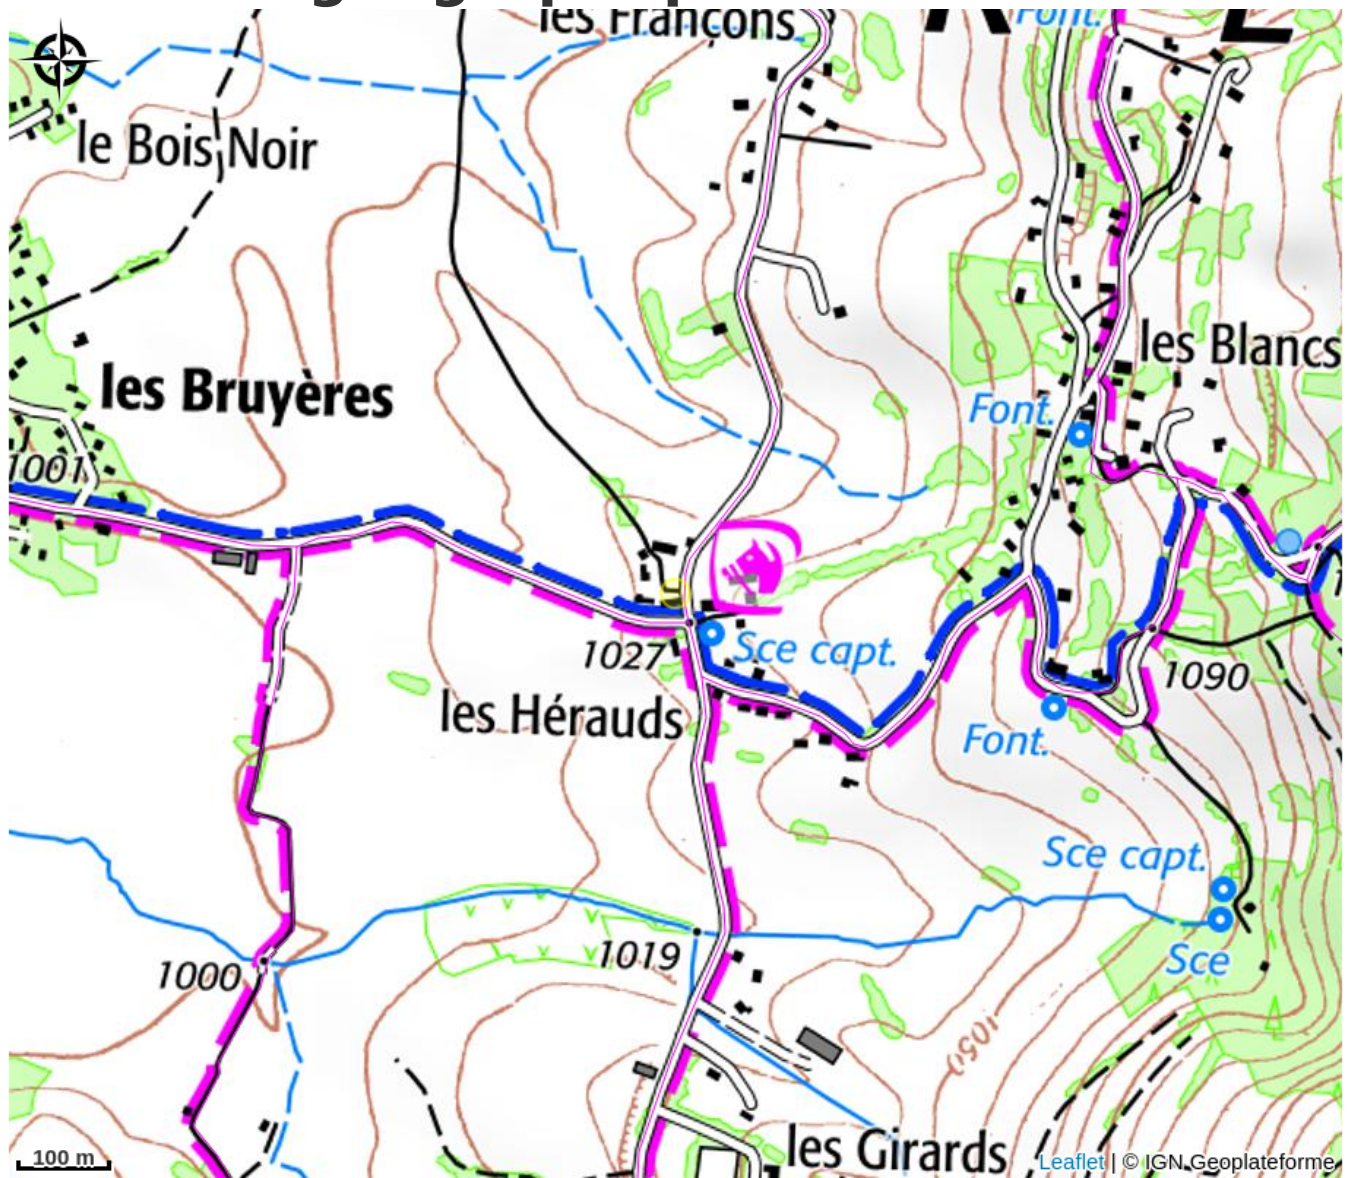 les Françons
Font.
le Bois Noir
les Blancs
les Bruyères
Font.
1001
Sce capt.
1027
1090
les Hérauds
Font.
Sce capt.
1019
Sce
1000
1050
les Girards
100 m
Leaflet | © IGN Geoplateforme